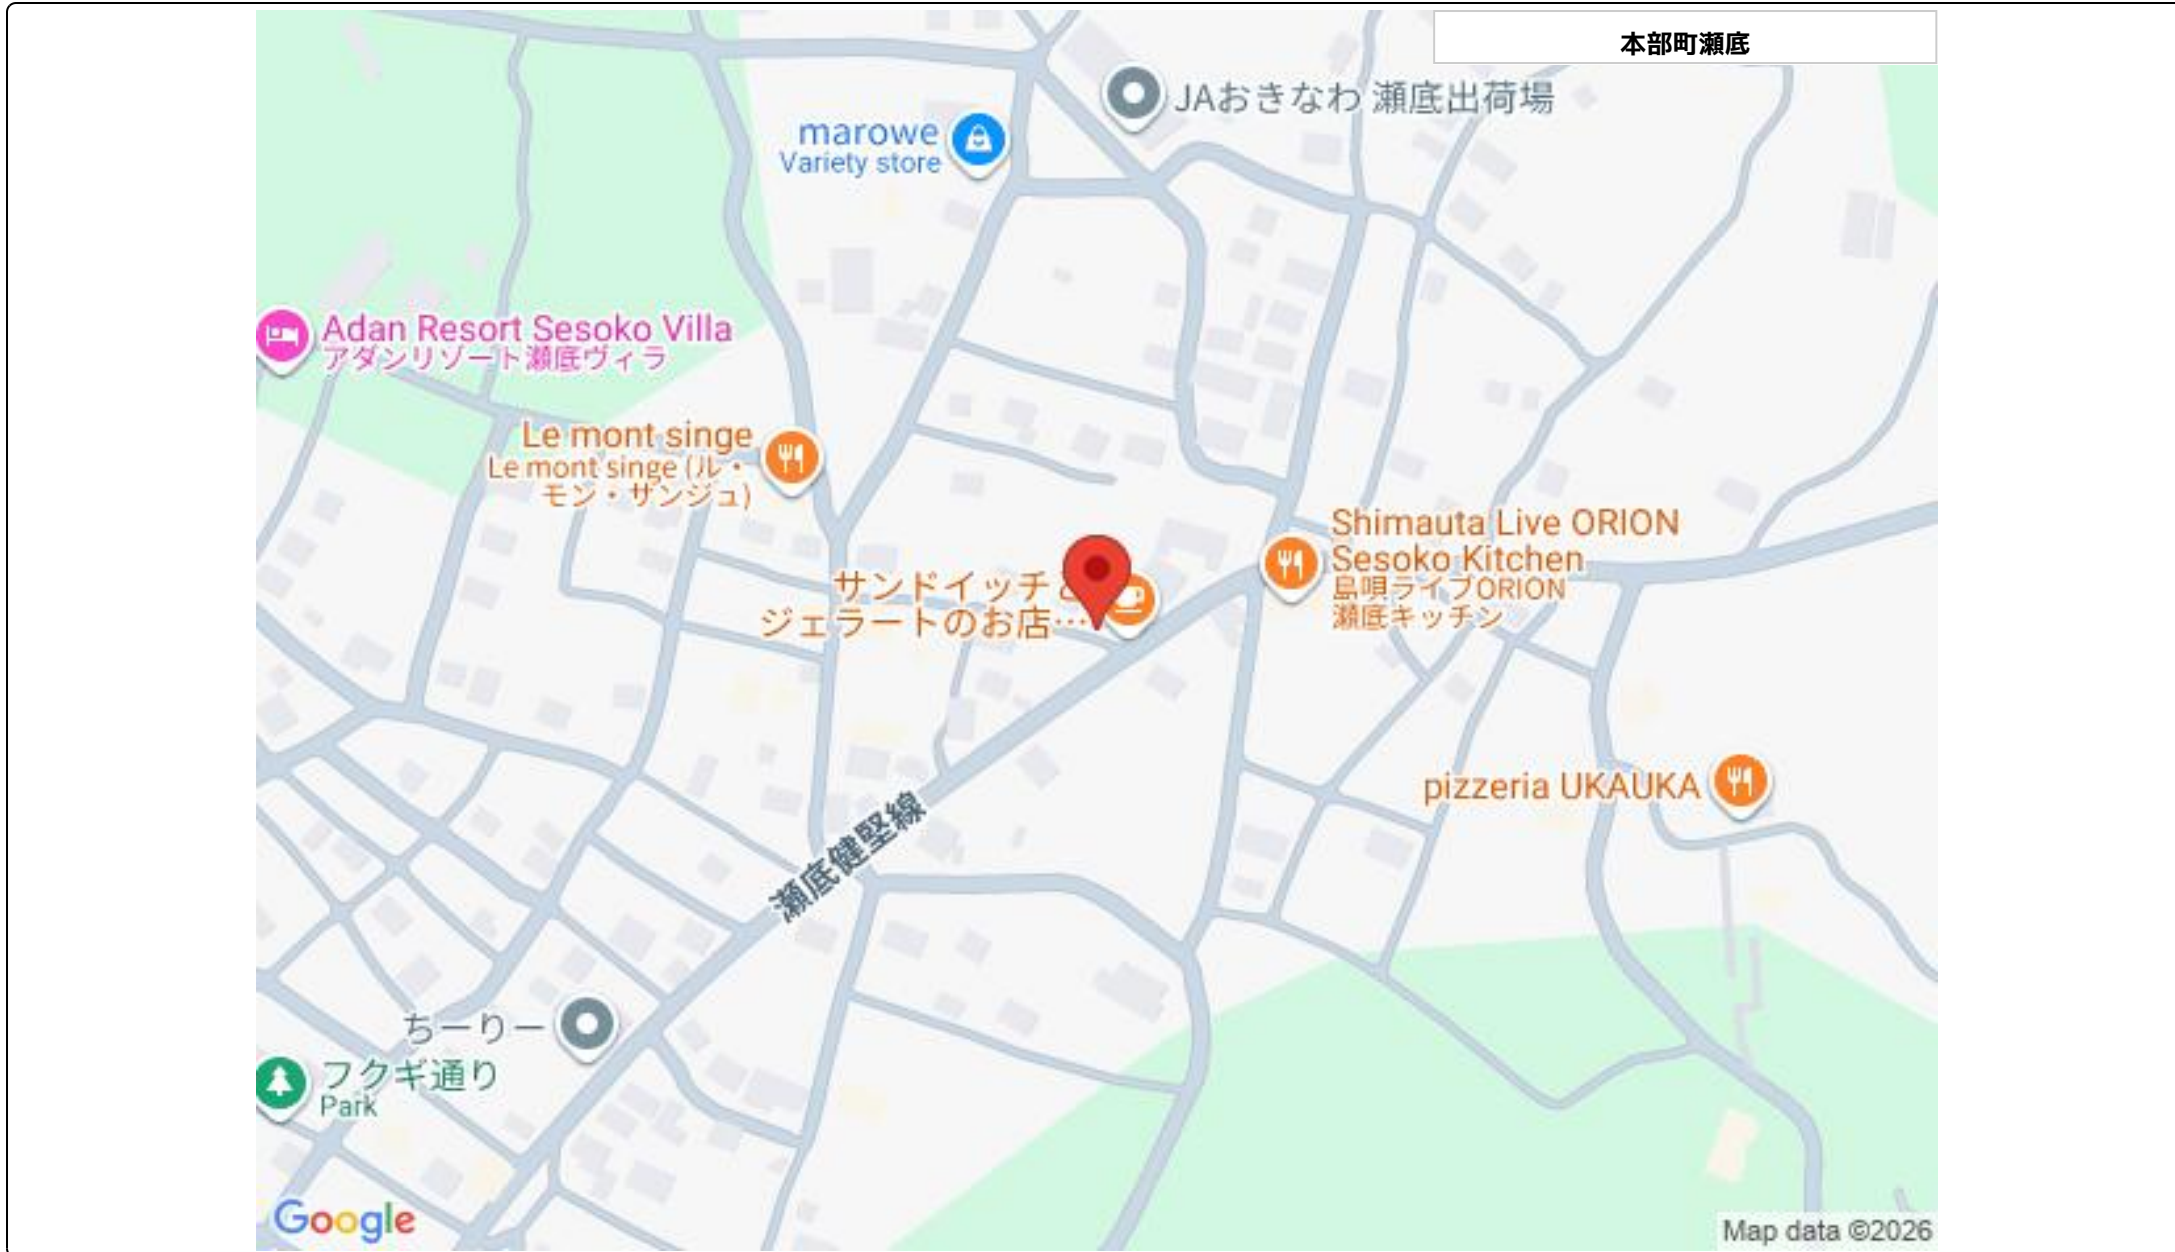 本部町瀬底
JAおきなわ 瀬底出荷場
marowe
Variety store
Adan Resort Sesoko Villa
アダンリゾート瀬底ヴィラ
Le mont singe
Le mont singe (ル・
モン・サンジュ)
Shimauta Live ORION
Sesoko Kitchen
島唄ライブORION
瀬底キッチン
サンドイッチと
ジェラートのお店…
pizzeria UKAUKA
瀬底健堅線
ちーりー
フクギ通り
Park
Google
Map data ©2026